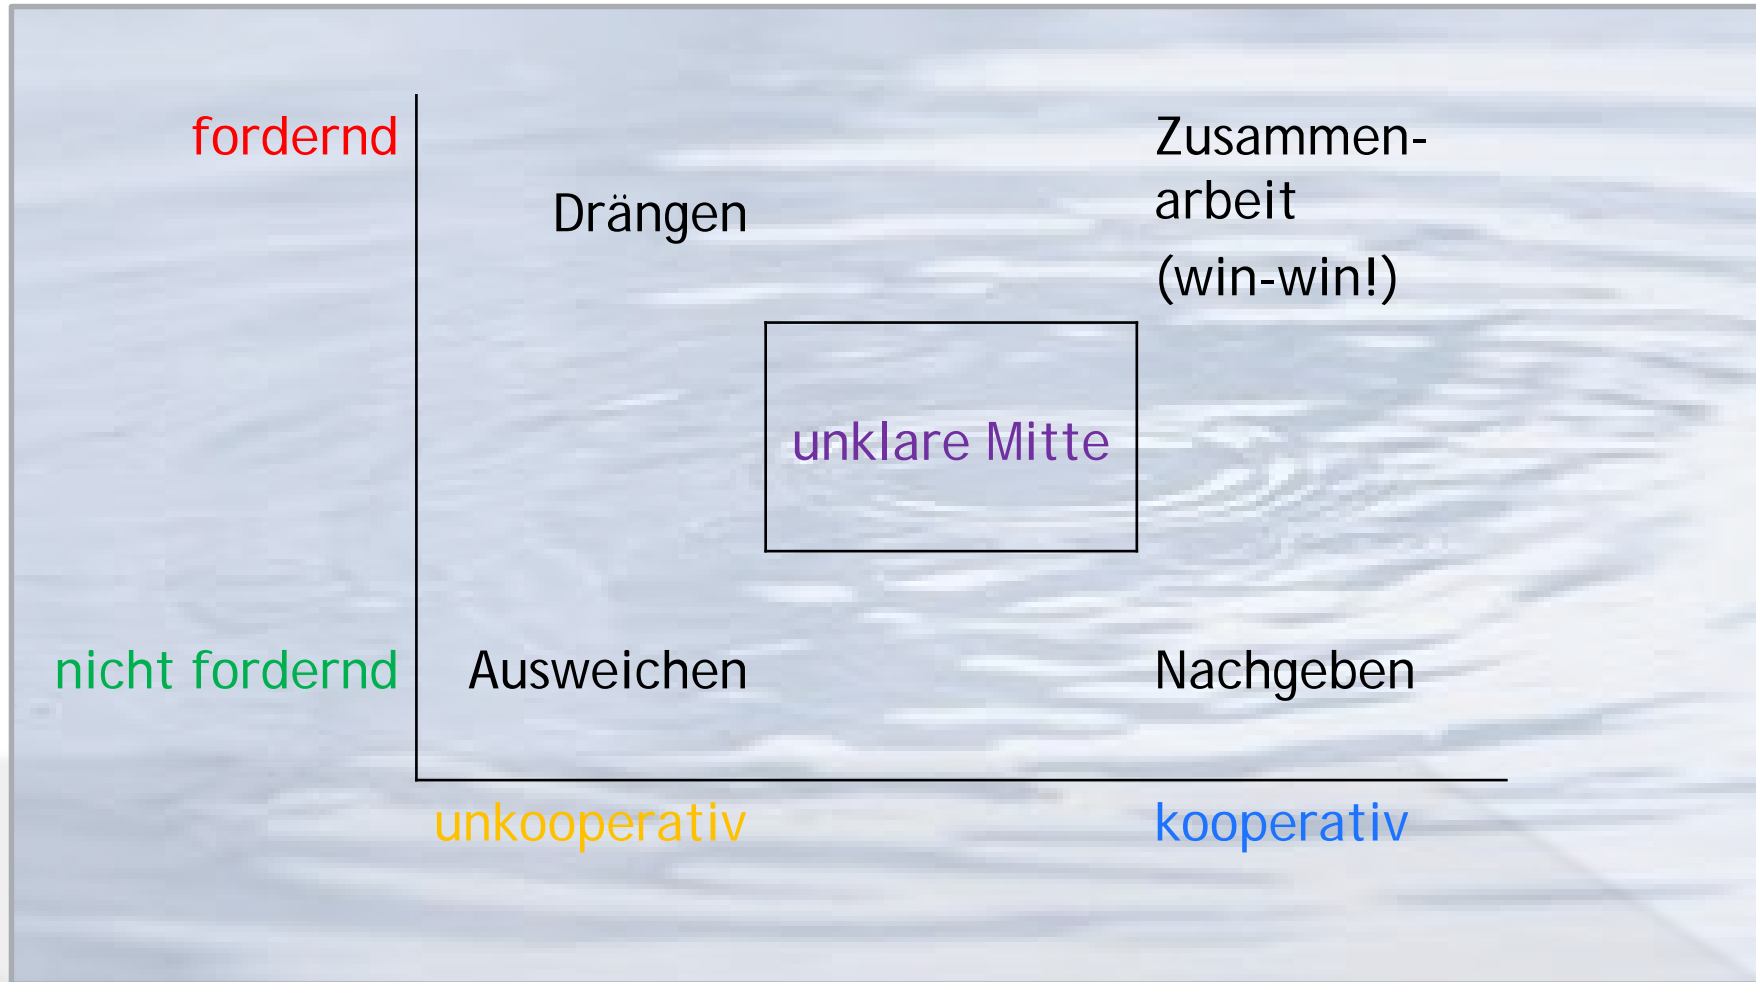 fordernd
Zusammen-
arbeit
Drängen
(win-win!)
unklare Mitte
nicht fordernd
Ausweichen
Nachgeben
unkooperativ
kooperativ